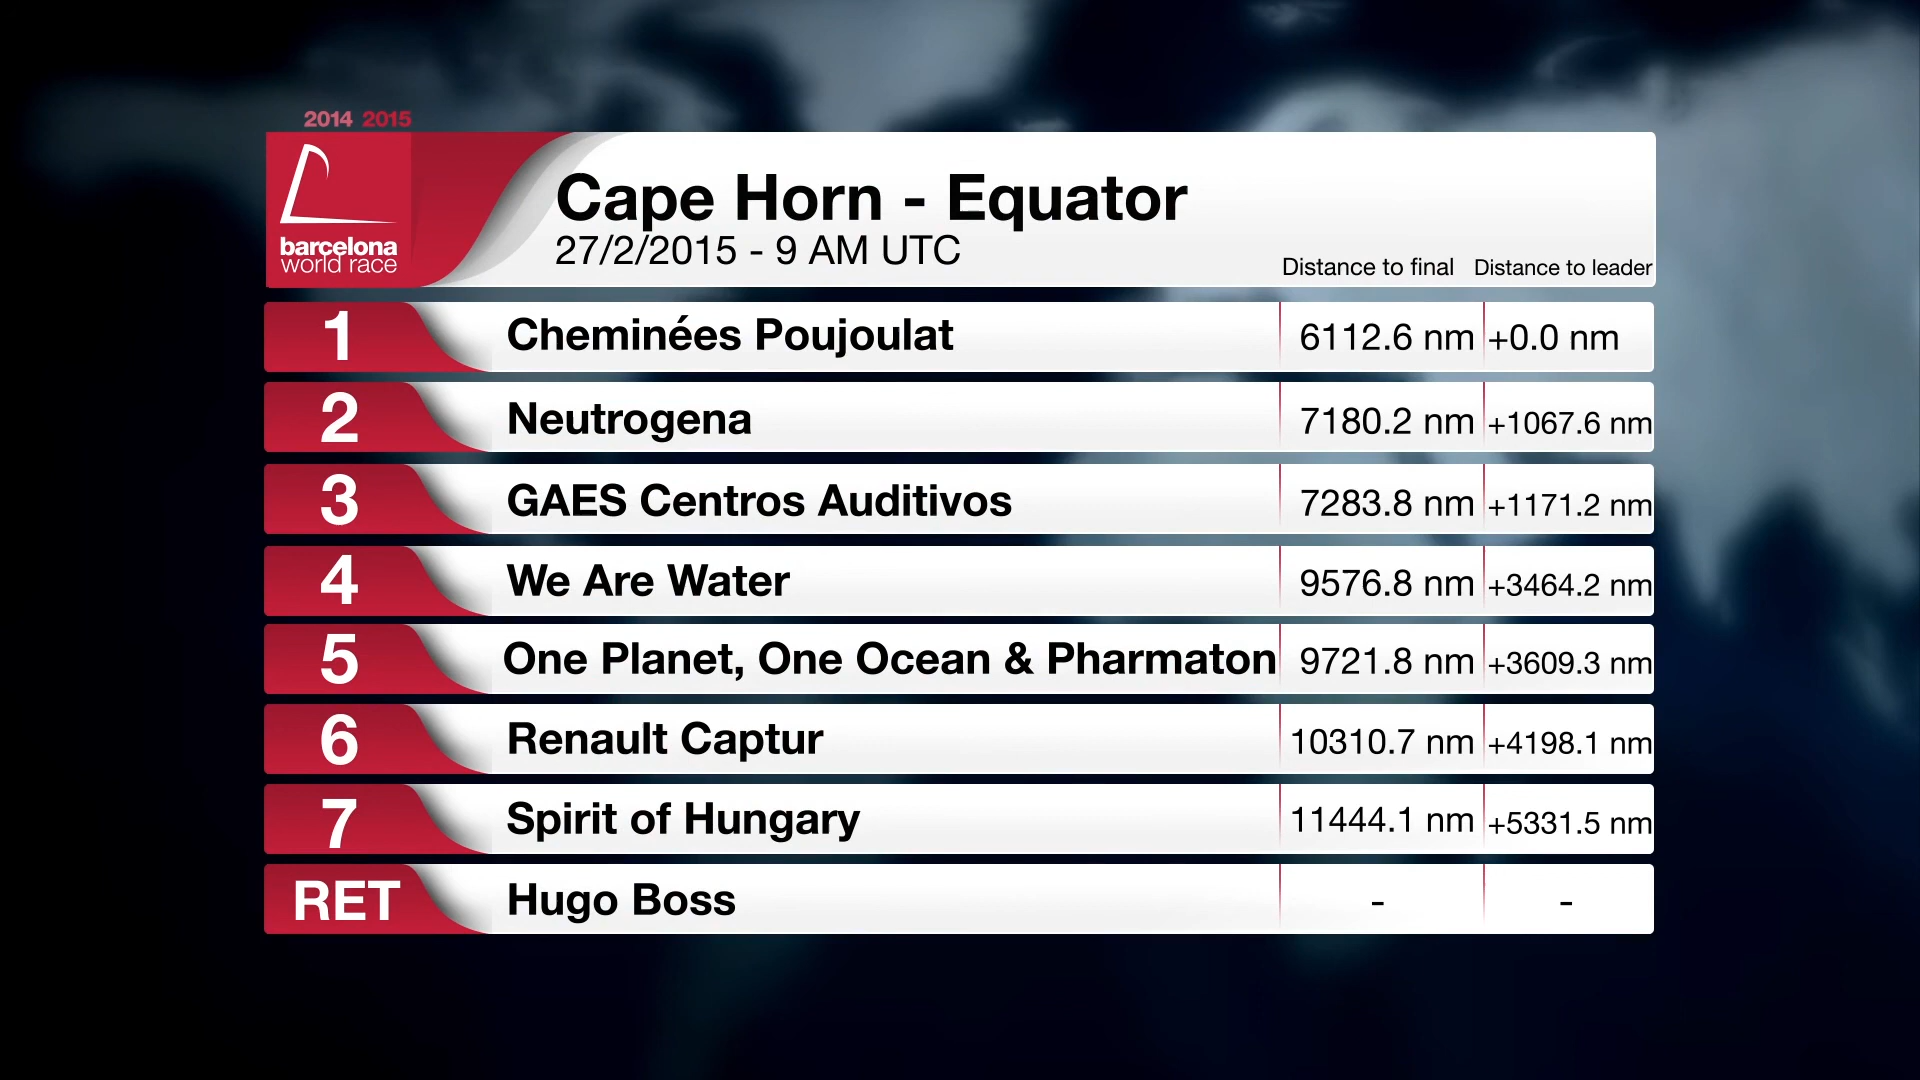 2014 2015
barcelona
world race
Cape Horn - Equator
27/2/2015 - 9 AM UTC
Distance to final Distance to leader
1 Cheminées Poujoulat 6112.6 nm +0.0 nm
2 Neutrogena 7180.2 nm +1067.6 nm
3 GAES Centros Auditivos 7283.8 nm +1171.2 nm
4 We Are Water 9576.8 nm +3464.2 nm
5 One Planet, One Ocean & Pharmaton 9721.8 nm +3609.3 nm
6 Renault Captur 10310.7 nm +4198.1 nm
7 Spirit of Hungary 11444.1 nm +5331.5 nm
RET Hugo Boss - -